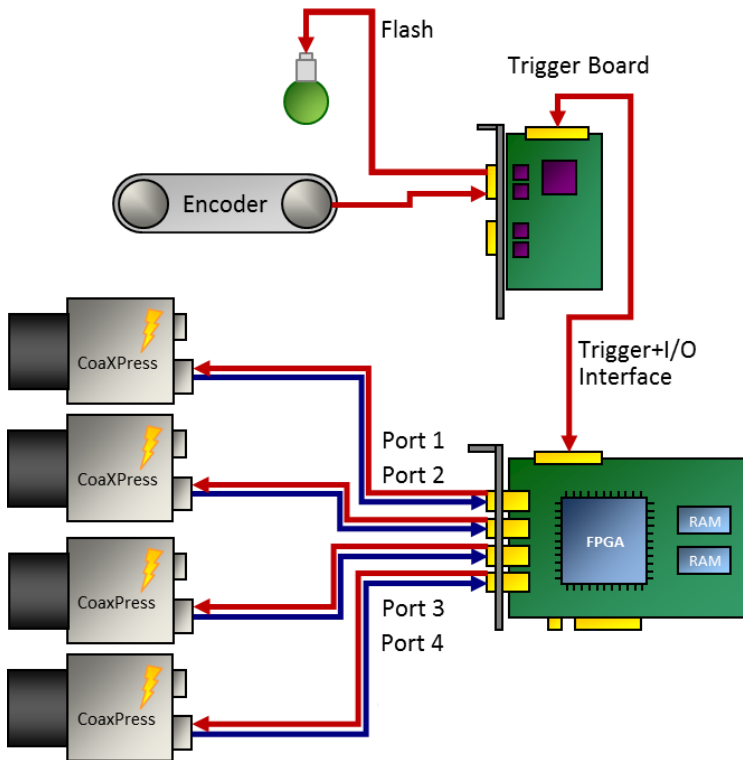 Flash
Trigger Board
Encoder
Trigger+I/O
Interface
CoaXPress
CoaXPress
CoaxPress
CoaxPress
Port 1
Port 2
Port 3
Port 4
FPGA
RAM
RAM